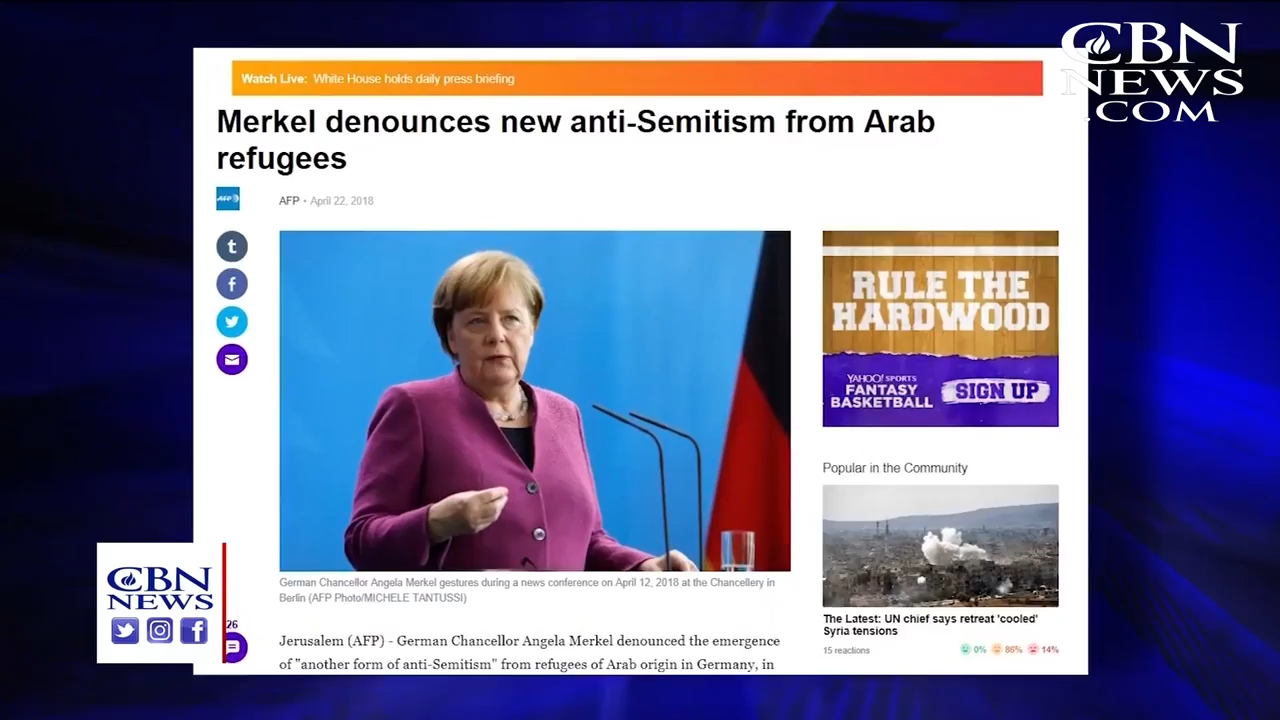 CBN
NEWS
.COM
Watch Live: White House holds daily press briefing
Merkel denounces new anti-Semitism from Arab
refugees
AFP
AFP • April 22, 2018
t
f
RULE THE
HARDWOOD
YAHOO! SPORTS
FANTASY
BASKETBALL
SIGN UP
Popular in the Community
German Chancellor Angela Merkel gestures during a news conference on April 12, 2018 at the Chancellery in
Berlin (AFP Photo/MICHELE TANTUSSI)
The Latest: UN chief says retreat 'cooled'
Syria tensions
15 reactions
0% 86% 14%
Jerusalem (AFP) - German Chancellor Angela Merkel denounced the emergence
of "another form of anti-Semitism" from refugees of Arab origin in Germany, in
CBN
NEWS
f
26